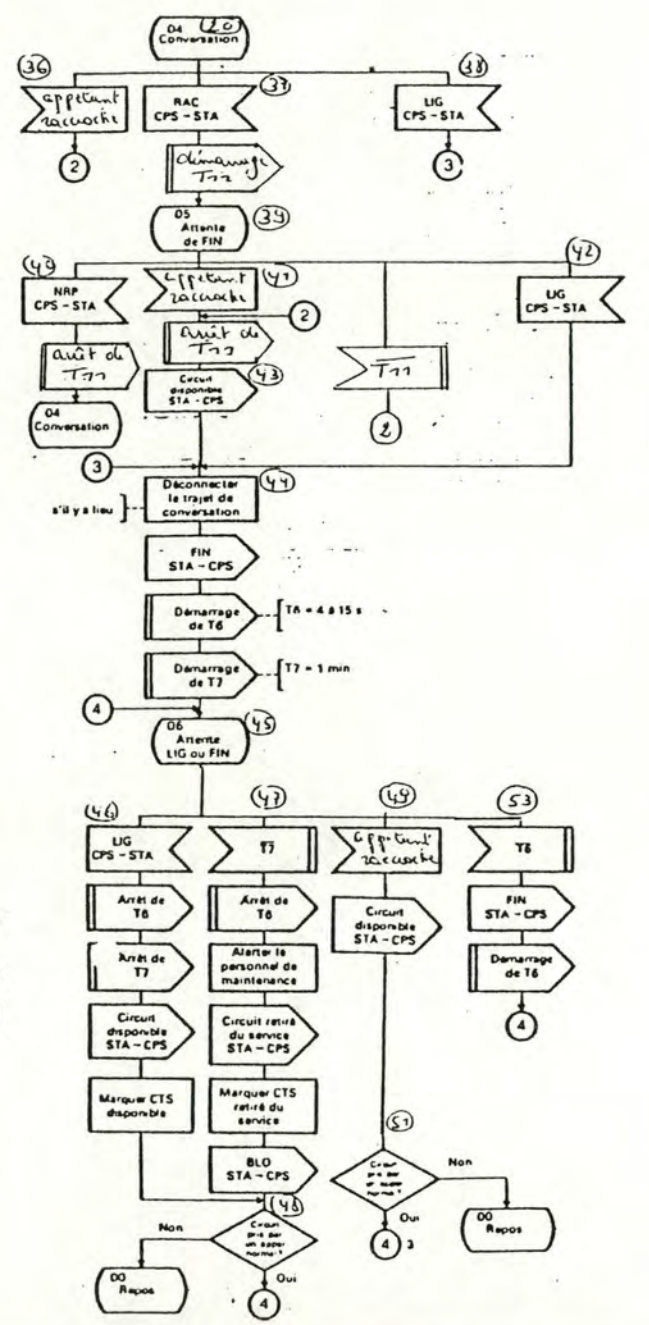 04 (20)
Conversation
(36)
appelant
raccroche
2
(37)
RAC
CPS - STA
démarrage
T11
(38)
LIG
CPS - STA
3
05
Attente
de FIN
(39)
(40)
NRP
CPS - STA
arrêt de
T11
04
Conversation
(41)
appelant
raccroche
2
arrêt de
T11
Circuit
disponible
STA - CPS
(43)
T11
2
(42)
LIG
CPS - STA
3
s'il y a lieu
Déconnecter
le trajet de
conversation
(44)
FIN
STA - CPS
Démarrage
de T6
T6 = 4 à 15 s
Démarrage
de T7
T7 = 1 min
4
06
Attente
LIG ou FIN
(45)
(46)
LIG
CPS - STA
Arrêt de
T6
Arrêt de
T7
Circuit
disponible
STA - CPS
Marquer CTS
disponible
(47)
T7
Arrêt de
T6
Alerter le
personnel de
maintenance
Circuit retiré
du service
STA - CPS
Marquer CTS
retiré du
service
BLO
STA - CPS
(48)
Circuit
pris par
un appel
normal?
Non
00
Repos
Oui
4
(49)
appelant
raccroche
Circuit
disponible
STA - CPS
(51)
Circuit
pris par
un appel
normal?
Non
00
Repos
Oui
4 3
(53)
T6
FIN
STA - CPS
Démarrage
de T6
4